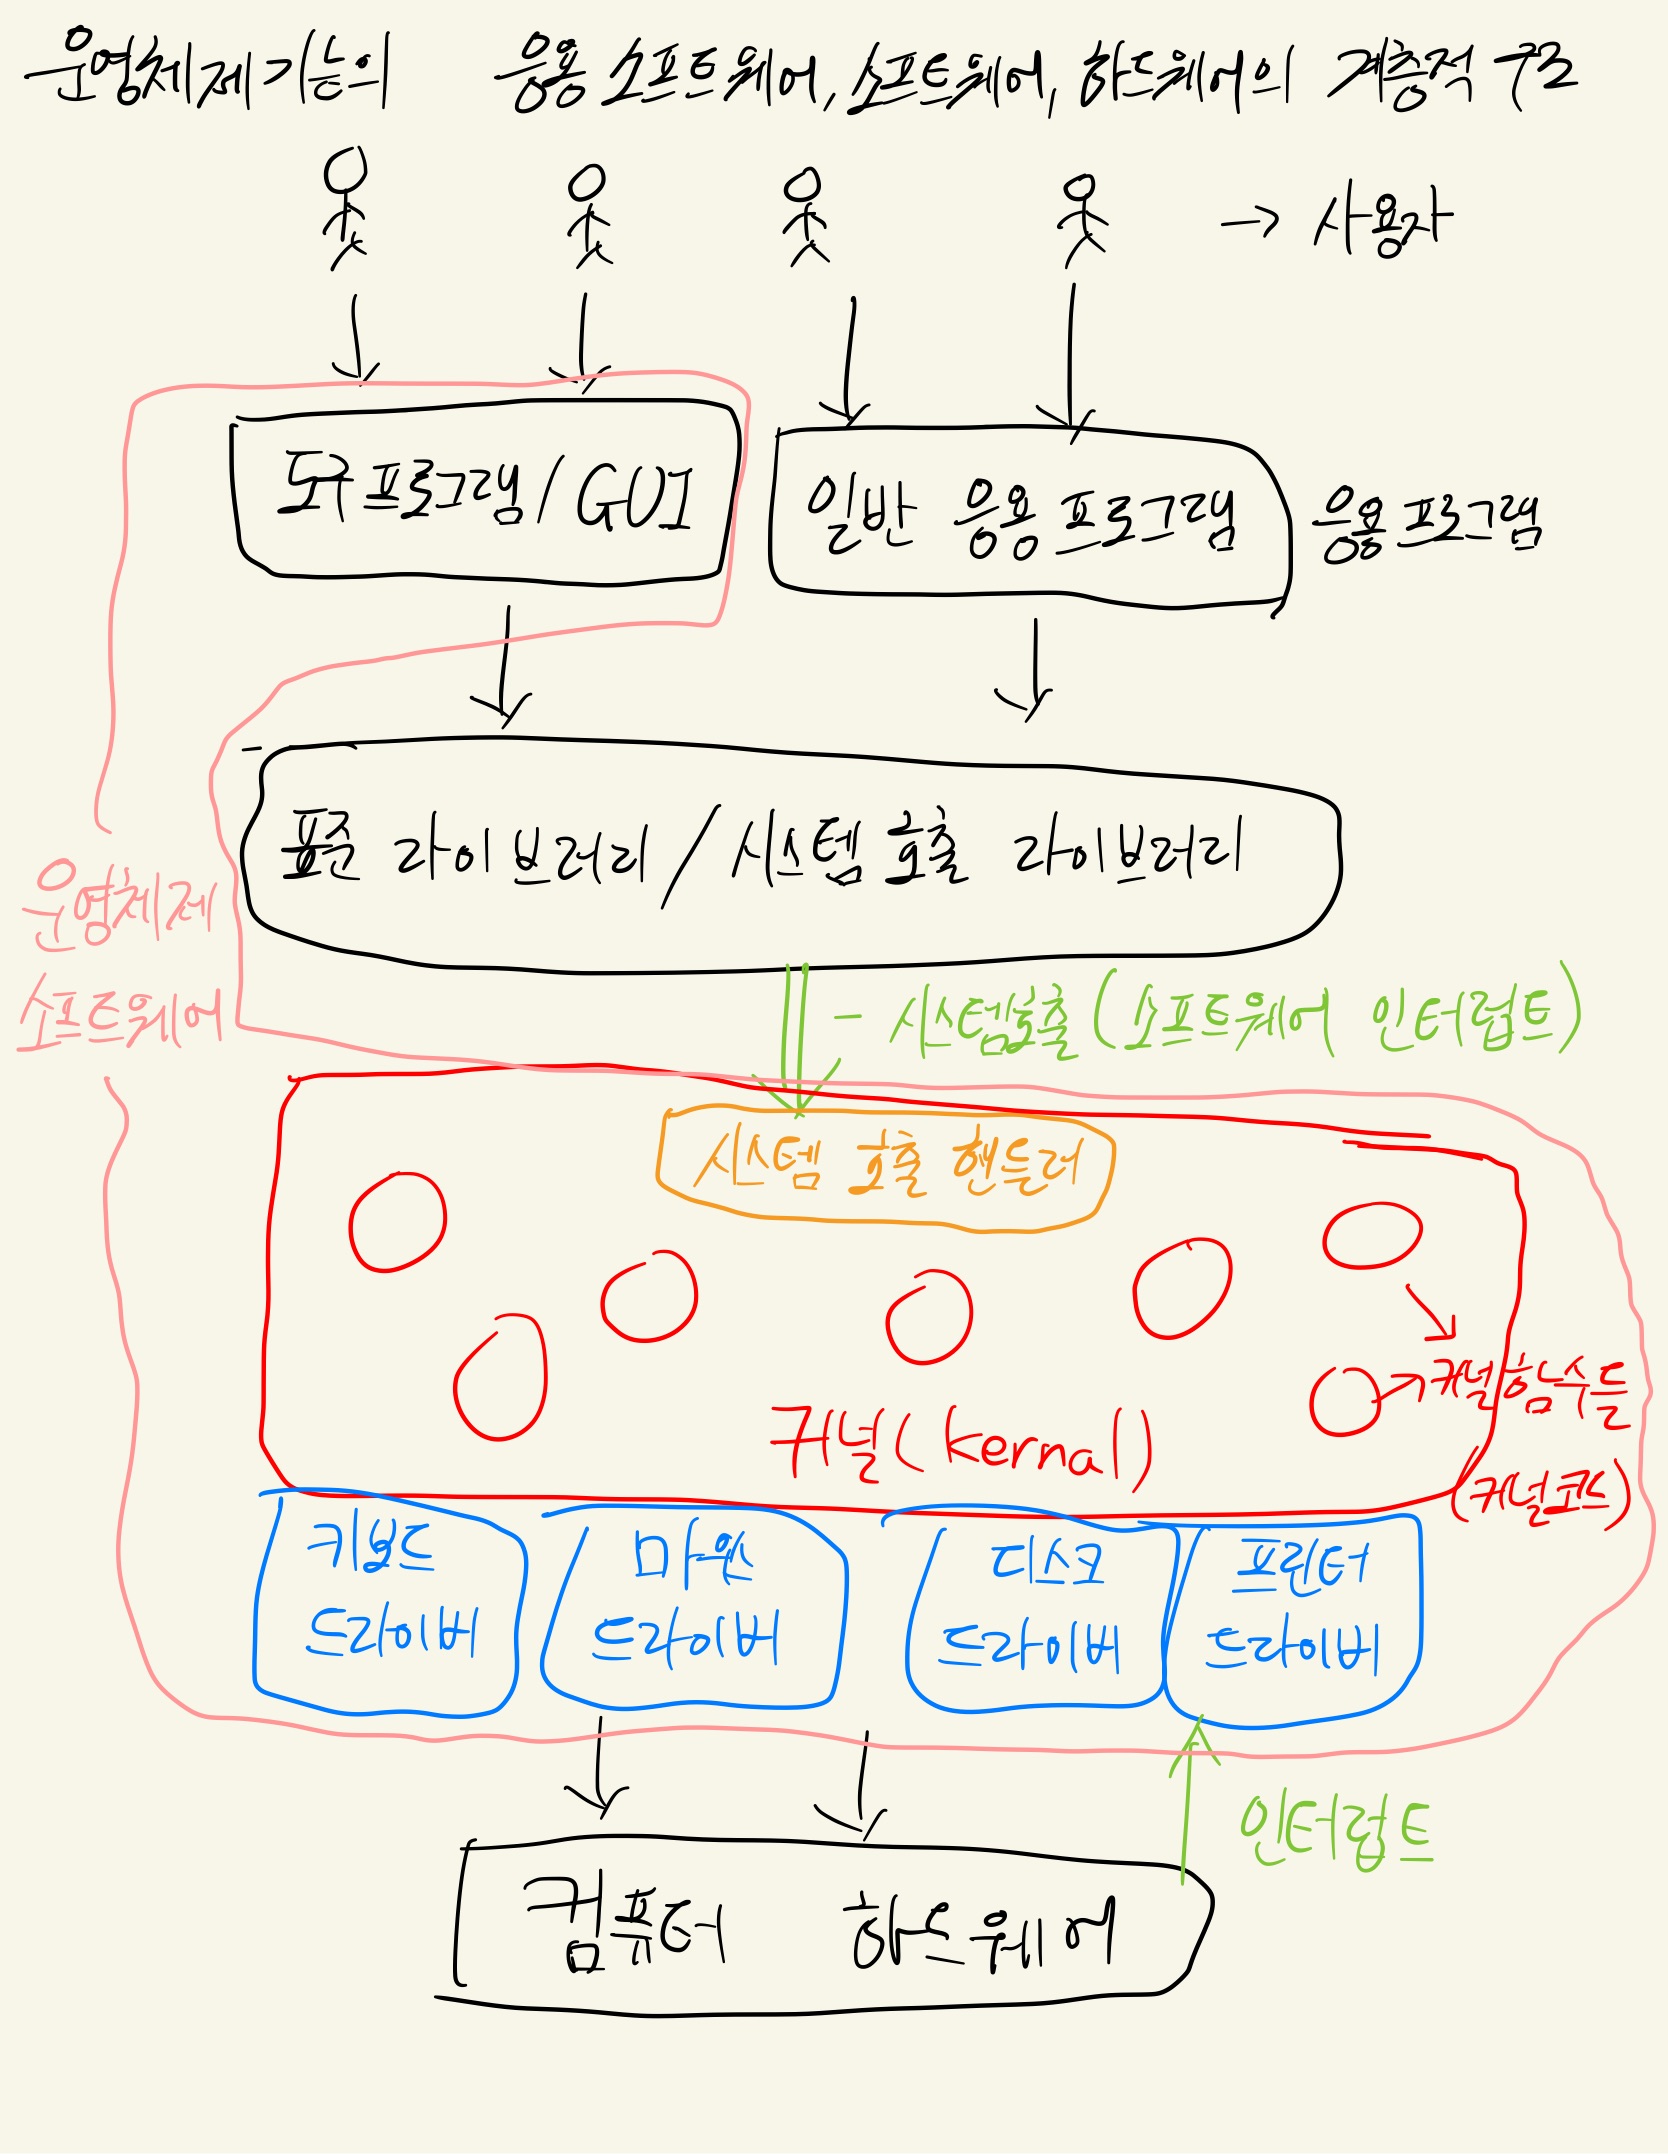 운영체제기능의 응용소프트웨어, 소프트웨어, 하드웨어의 계층적 구조
→ 사용자
도구프로그램/GUI
일반 응용프로그램
응용프로그램
표준 라이브러리/시스템 호출 라이브러리
운영체제
소프트웨어
- 시스템호출(소프트웨어 인터럽트)
시스템 호출 핸들러
커널함수들
(커널코드)
커널(kernal)
키보드
드라이버
마우스
드라이버
디스크
드라이버
프린터
드라이버
인터럽트
컴퓨터 하드웨어